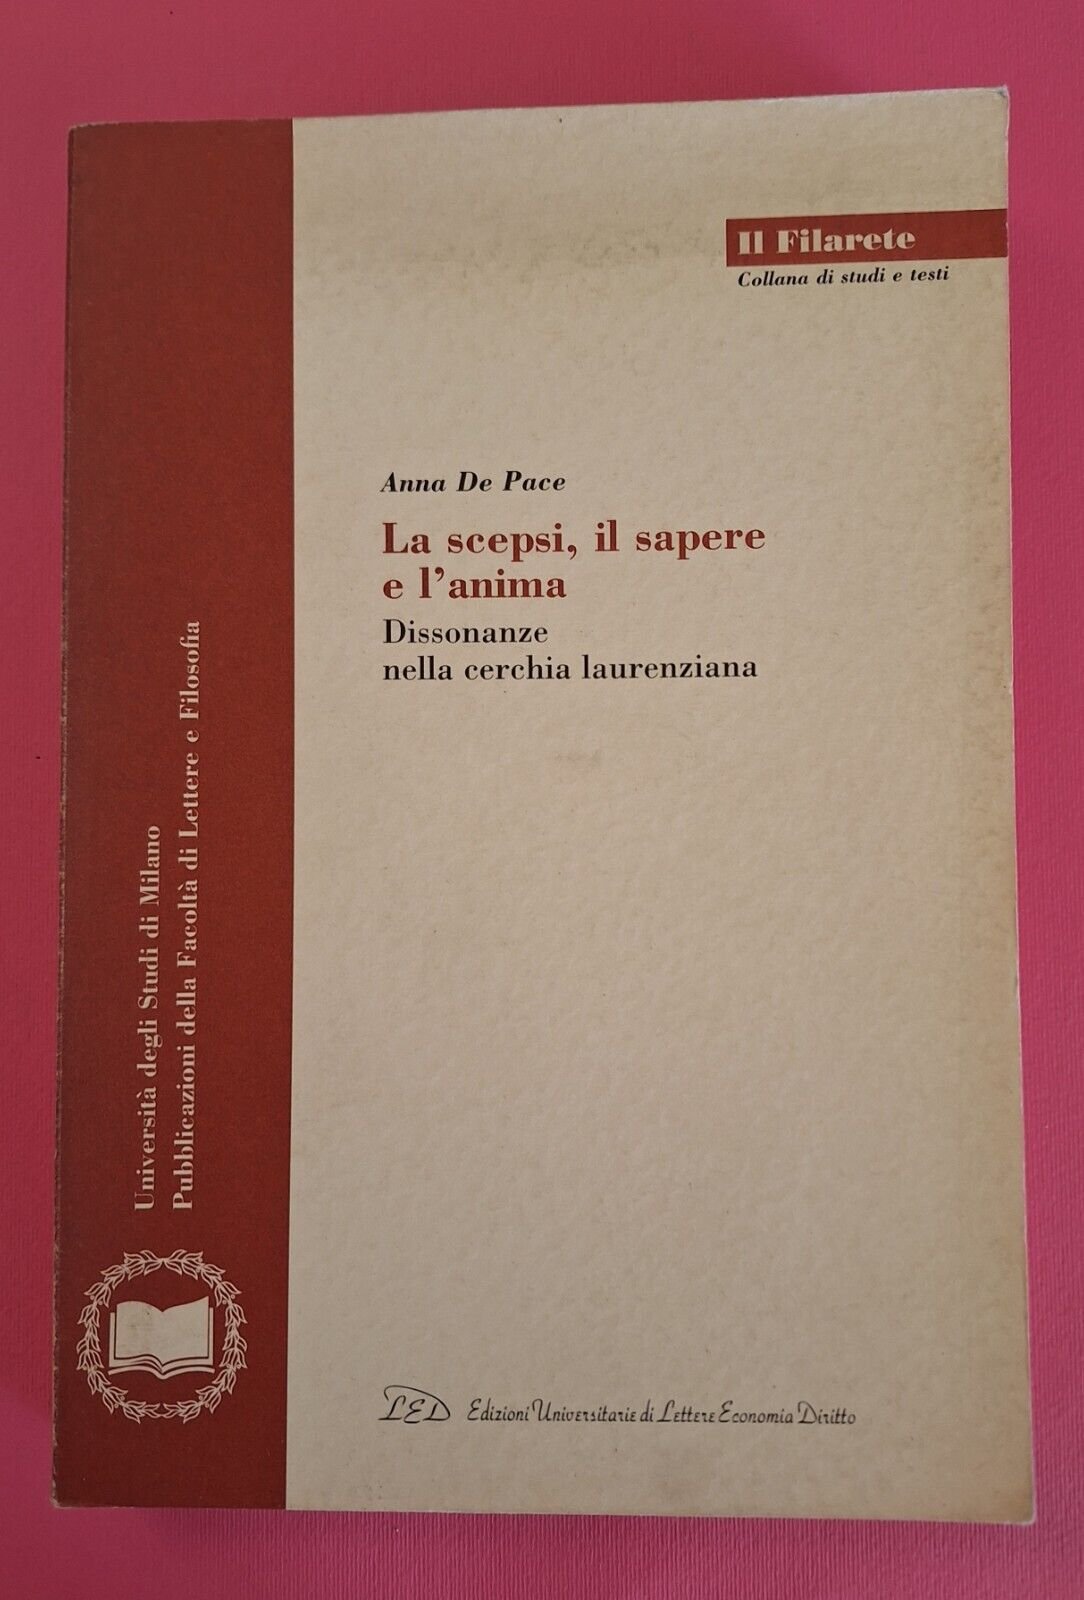 Il Filarete
Collana di studi e testi
Anna De Pace
La scepsi, il sapere
e l'anima
Dissonanze
nella cerchia laurenziana
Università degli Studi di Milano
Pubblicazioni della Facoltà di Lettere e Filosofia
LED Edizioni Universitarie di Lettere Economia Diritto